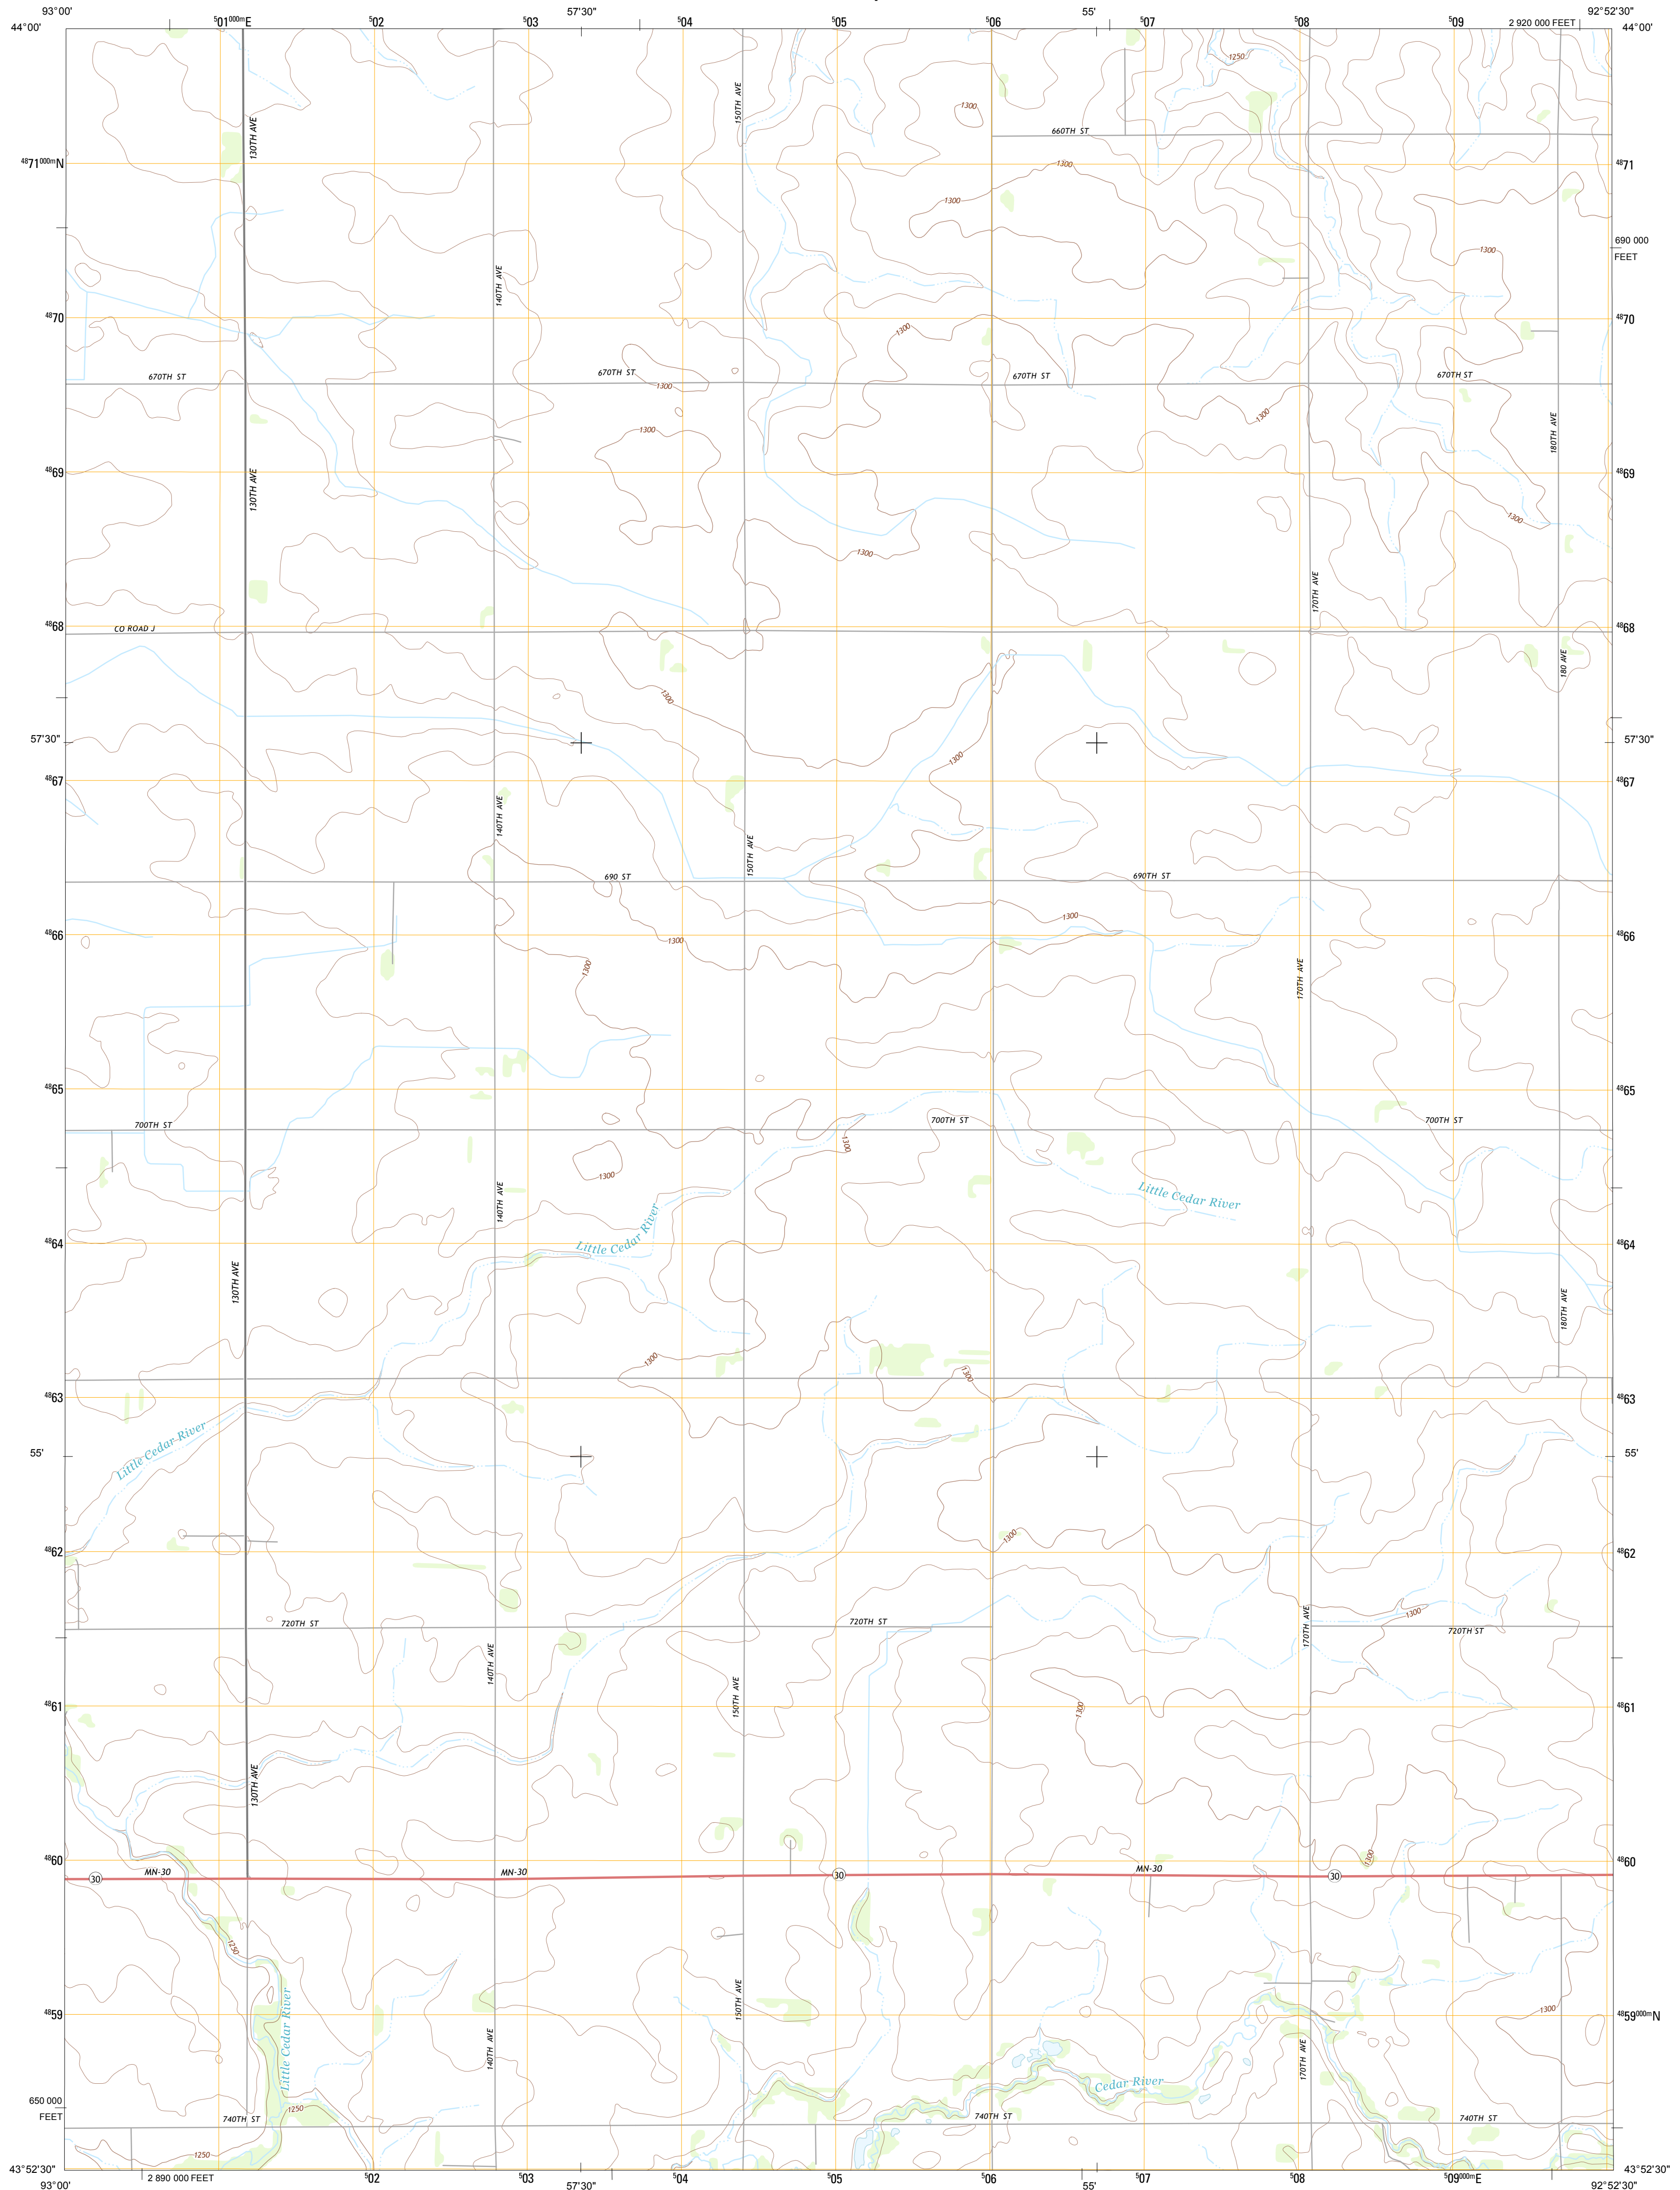 93°00' 57'30" 55' 92°52'30"
44°00' 501000mE 502 503 504 505 506 507 508 509 2 920 000 FEET 44°00'
1250
150TH AVE
1300
130TH AVE
660TH ST
4871000mN 1300 4871
1300
690 000
FEET
1300
140TH AVE
4870 4870
1300
670TH ST 670TH ST 670TH ST 670TH ST
1300
1300
180TH AVE
1300
4869 4869
130TH AVE
1300
1300
170TH AVE
4868 4868
CO ROAD J
180 AVE
1300
57'30" 57'30"
1300
4867 4867
140TH AVE
150TH AVE
690 ST 690TH ST
1300
4866 1300 4866
1300
170TH AVE
4865 4865
700TH ST 700TH ST 700TH ST
1300
1300
140TH AVE
Little Cedar River
Little Cedar River
4864 4864
130TH AVE
180TH AVE
1300
1300
4863 4863
Little Cedar River
55' 55'
1300
4862 4862
1300
720TH ST 720TH ST 720TH ST
170TH AVE
140TH AVE
150TH AVE
4861 1300 4861
130TH AVE
4860 1300 4860
MN-30 MN-30 MN-30
30 30 30
1250
150TH AVE
4859 1300 4859000mN
Little Cedar River
140TH AVE
170TH AVE
Cedar River
650 000
FEET
1250
740TH ST 740TH ST 740TH ST
1250
43°52'30" 2 890 000 FEET 502 503 504 505 506 507 508 509000mE 43°52'30"
93°00' 57'30" 55' 92°52'30"